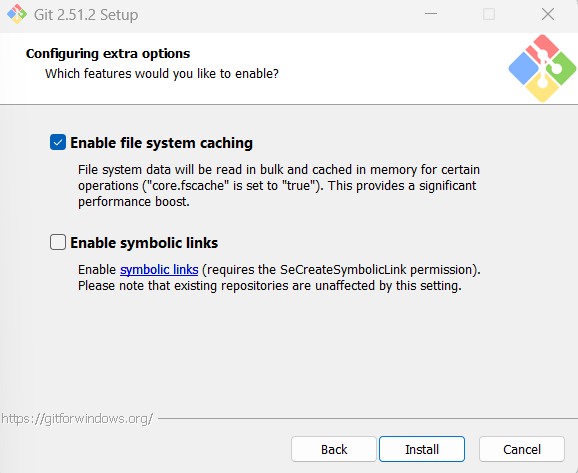 Git 2.51.2 Setup
Configuring extra options
Which features would you like to enable?
Enable file system caching
File system data will be read in bulk and cached in memory for certain
operations ("core.fscache" is set to "true"). This provides a significant
performance boost.
Enable symbolic links
Enable symbolic links (requires the SeCreateSymbolicLink permission).
Please note that existing repositories are unaffected by this setting.
https://gitforwindows.org/
Back
Install
Cancel